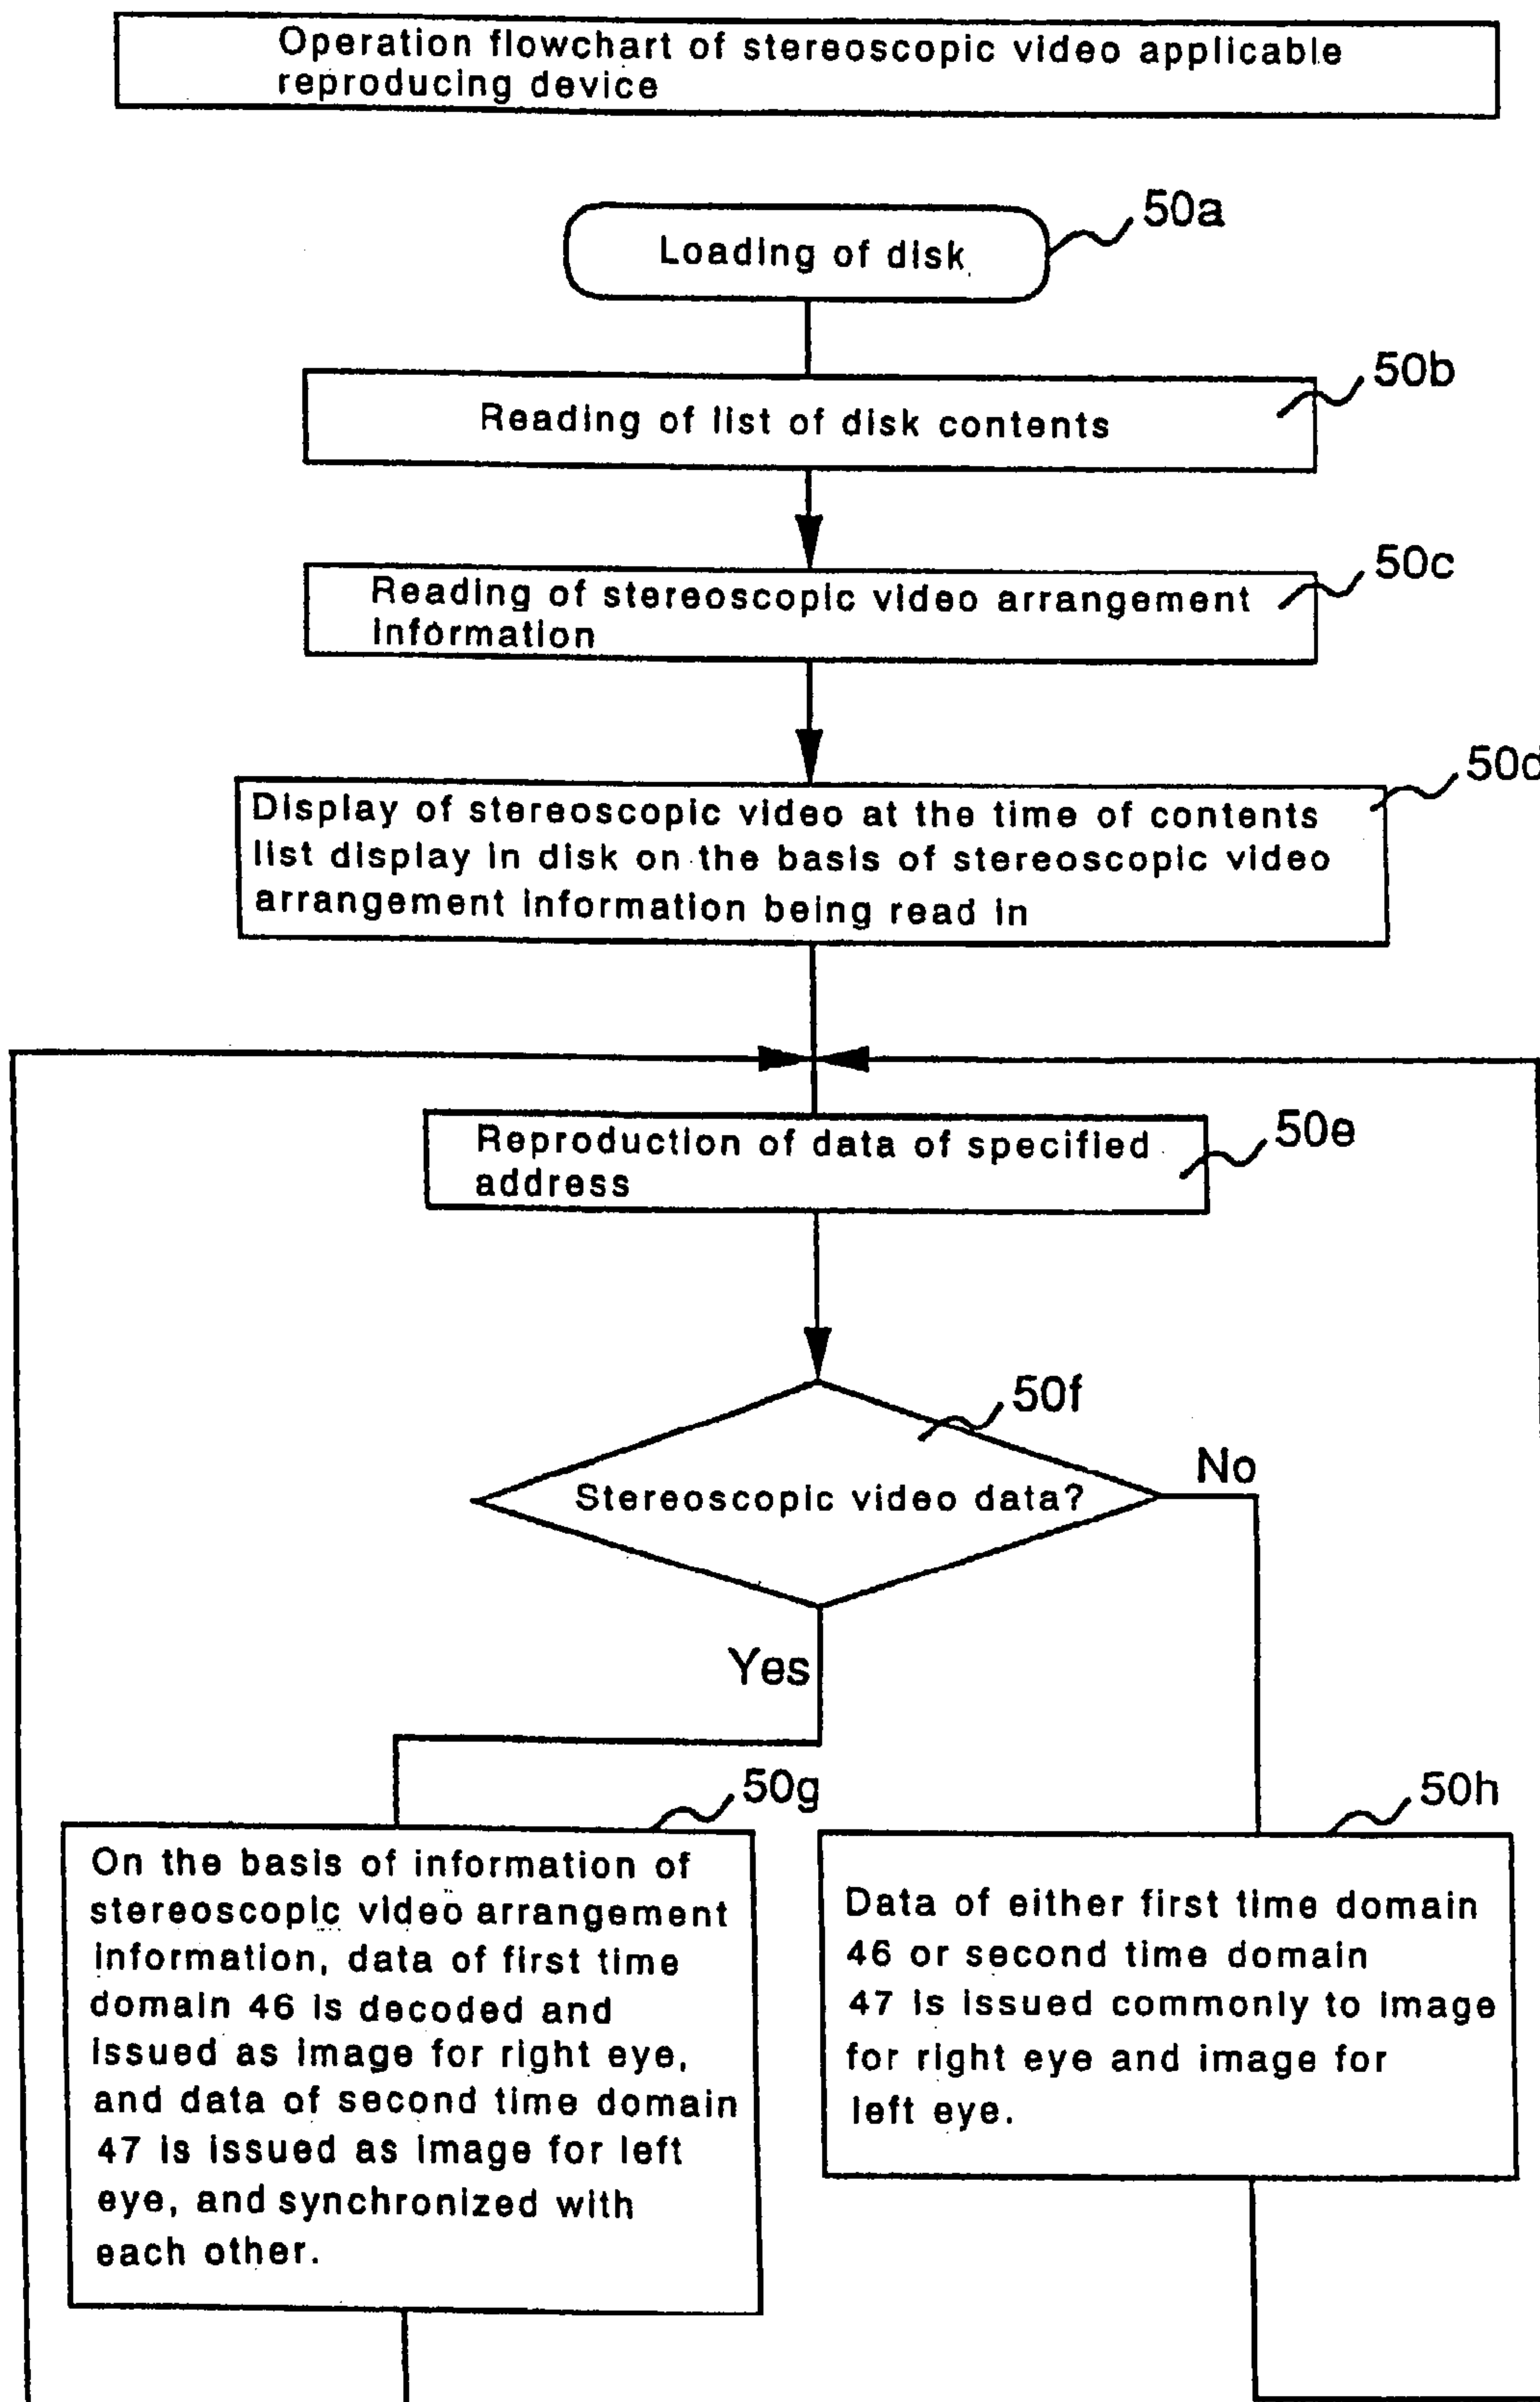 Operation flowchart of stereoscopic video applicable
reproducing device
50a
Loading of disk
50b
Reading of list of disk contents
50c
Reading of stereoscopic video arrangement
information
50d
Display of stereoscopic video at the time of contents
list display in disk on the basis of stereoscopic video
arrangement information being read in
50e
Reproduction of data of specified
address
50f
Stereoscopic video data?
No
Yes
50g
On the basis of information of
stereoscopic video arrangement
information, data of first time
domain 46 is decoded and
issued as image for right eye,
and data of second time domain
47 is issued as image for left
eye, and synchronized with
each other.
50h
Data of either first time domain
46 or second time domain
47 is issued commonly to image
for right eye and image for
left eye.